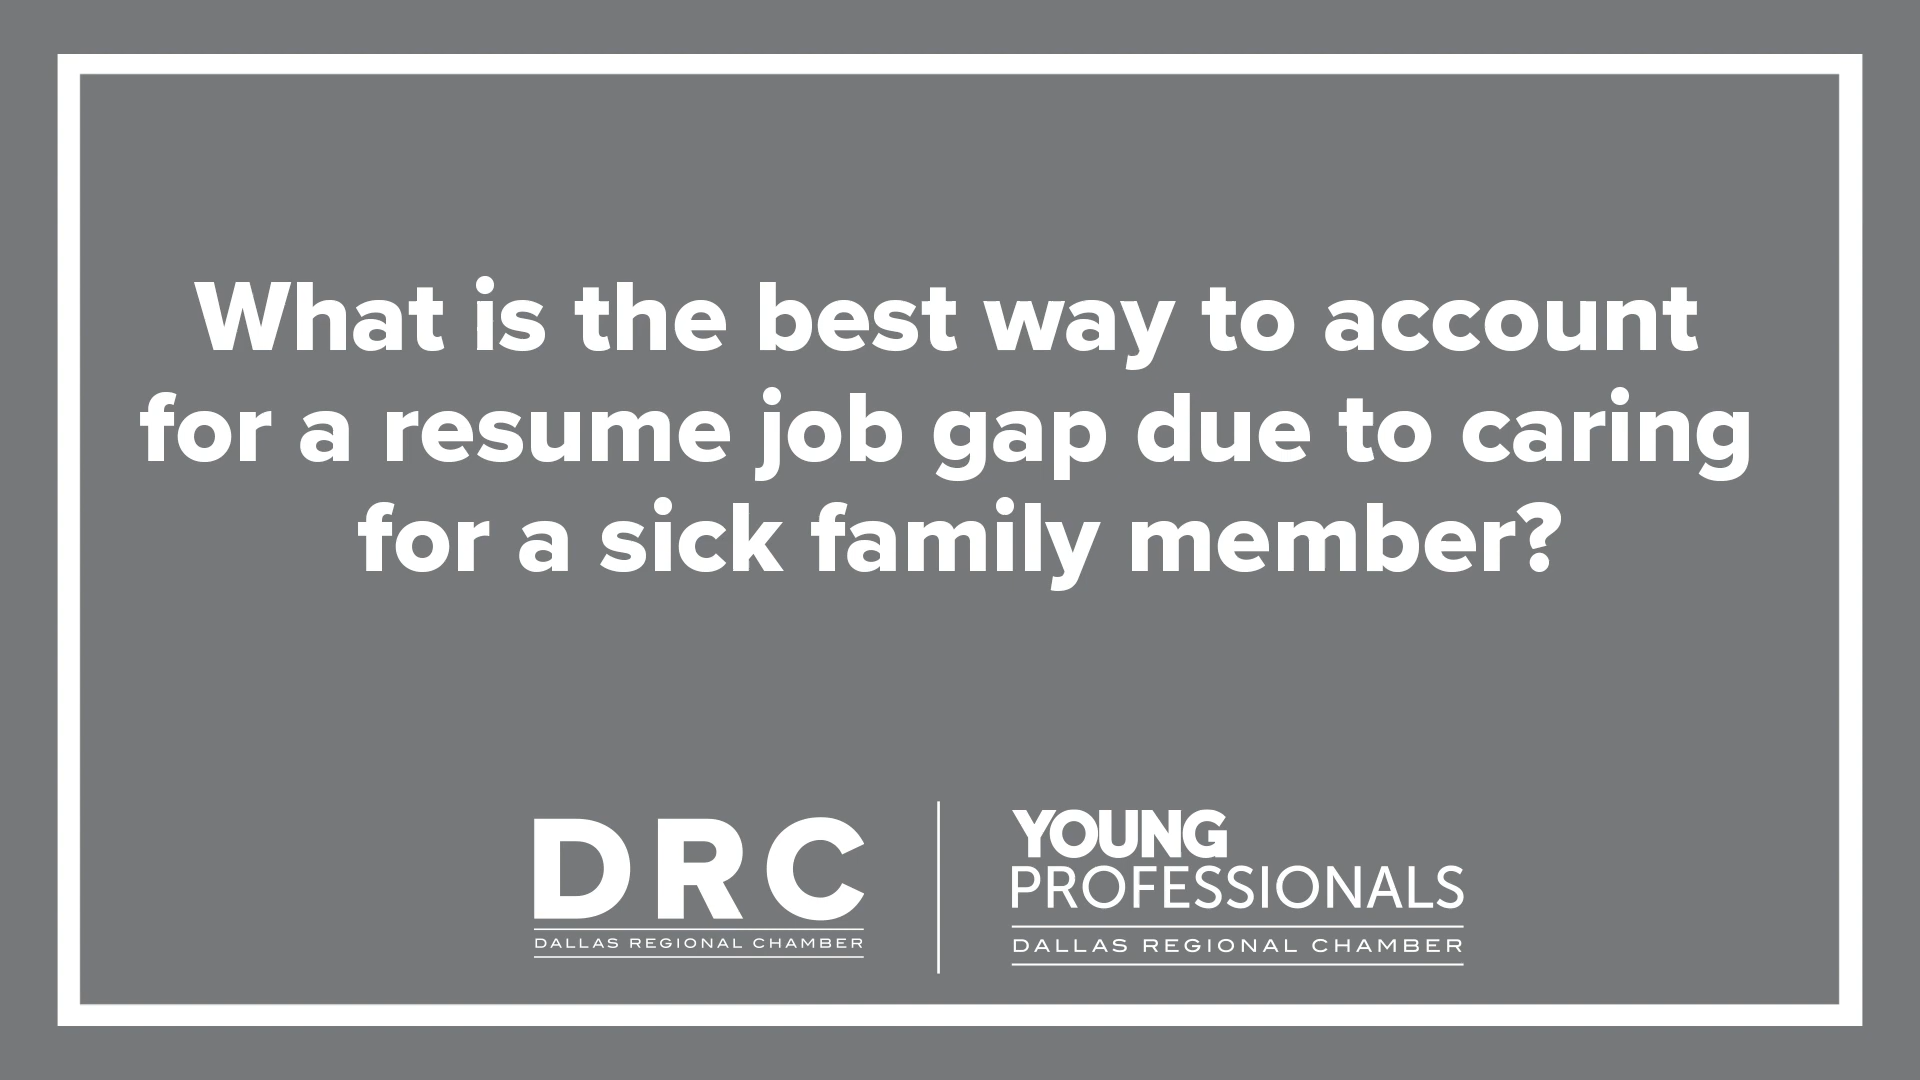 What is the best way to account
for a resume job gap due to caring
for a sick family member?
DRC
DALLAS REGIONAL CHAMBER
YOUNG
PROFESSIONALS
DALLAS REGIONAL CHAMBER